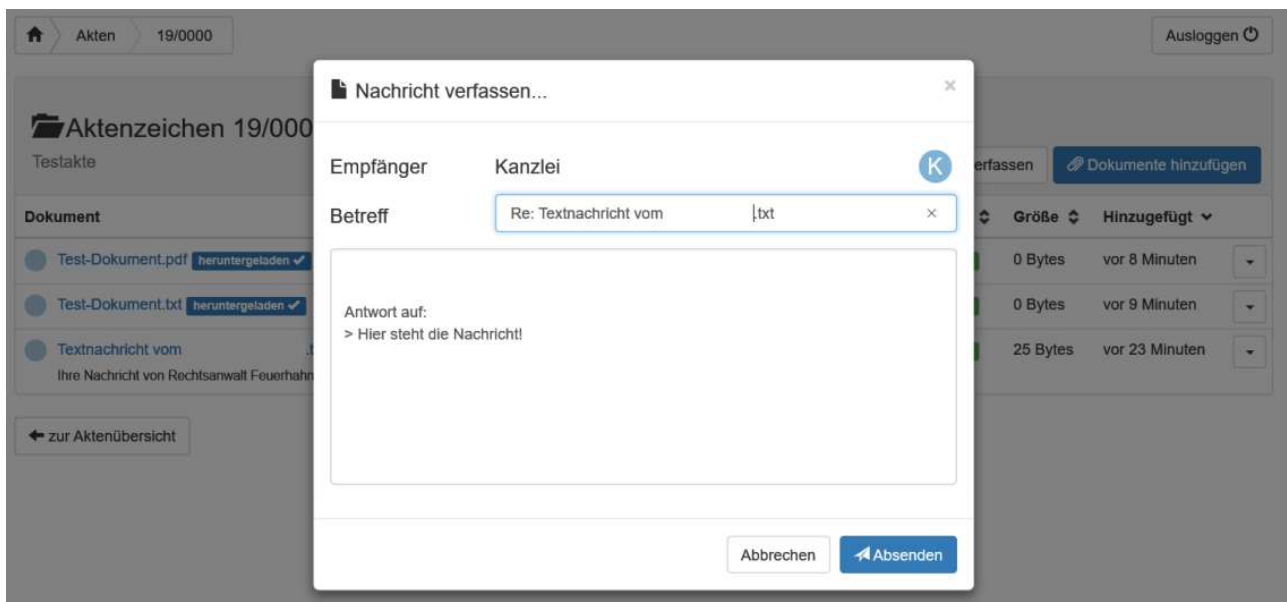 Akten 19/0000 Ausloggen
Nachricht verfassen... ×
Aktenzeichen 19/000
Testakte
Empfänger Kanzlei K
erfassen Dokumente hinzufügen
Betreff Re: Textnachricht vom .txt ×
Dokument Größe Hinzugefügt
Test-Dokument.pdf heruntergeladen ✓ 0 Bytes vor 8 Minuten
Test-Dokument.txt heruntergeladen ✓ 0 Bytes vor 9 Minuten
Antwort auf:
> Hier steht die Nachricht!
Textnachricht vom .t 25 Bytes vor 23 Minuten
Ihre Nachricht von Rechtsanwalt Feuerhahn
zur Aktenübersicht
Abbrechen Absenden